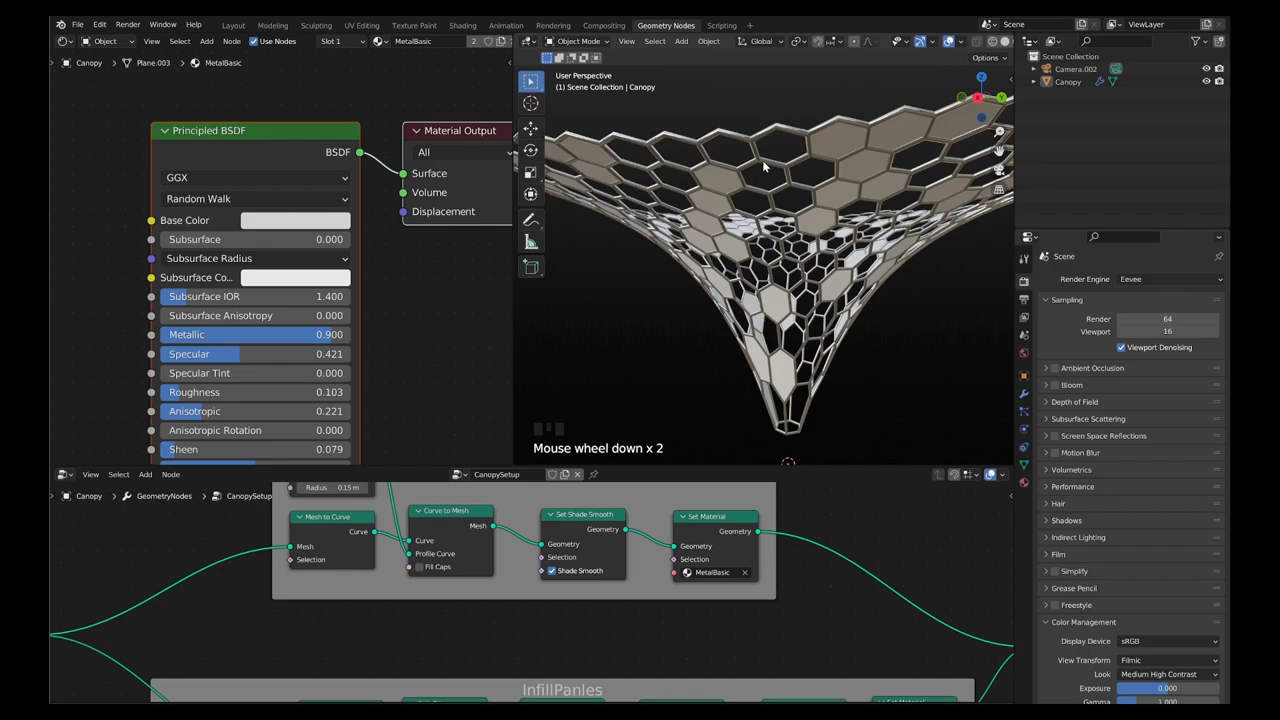 File Edit Render Window Help Layout Modeling Sculpting UV Editing Texture Paint Shading Animation Rendering Compositing Geometry Nodes Scripting + Scene ViewLayer
Object View Select Add Node Use Nodes Slot 1 MetalBasic 2
Object Mode View Select Add Object Global
Canopy > Plane.003 > MetalBasic
Options
User Perspective
(1) Scene Collection | Canopy
Scene Collection
Camera.002
Canopy
Principled BSDF
BSDF
GGX
Random Walk
Base Color
Subsurface 0.000
Subsurface Radius
Subsurface Co...
Subsurface IOR 1.400
Subsurface Anisotropy 0.000
Metallic 0.900
Specular 0.421
Specular Tint 0.000
Roughness 0.103
Anisotropic 0.221
Anisotropic Rotation 0.000
Sheen 0.079
Material Output
All
Surface
Volume
Displacement
Mouse wheel down x 2
Scene
Render Engine Eevee
Sampling
Render 64
Viewport 16
Viewport Denoising
Ambient Occlusion
Bloom
Depth of Field
Subsurface Scattering
Screen Space Reflections
Motion Blur
Volumetrics
Performance
Hair
Shadows
Indirect Lighting
Film
Simplify
Grease Pencil
Freestyle
Color Management
Display Device sRGB
View Transform Filmic
Look Medium High Contrast
Exposure 0.000
Gamma 1.000
View Select Add Node CanopySetup
Canopy > GeometryNodes > CanopySetup
Radius 0.15 m
Mesh to Curve
Curve
Mesh
Selection
Curve to Mesh
Mesh
Curve
Profile Curve
Fill Caps
Set Shade Smooth
Geometry
Geometry
Selection
Shade Smooth
Set Material
Geometry
Geometry
Selection
MetalBasic
InfillPanles